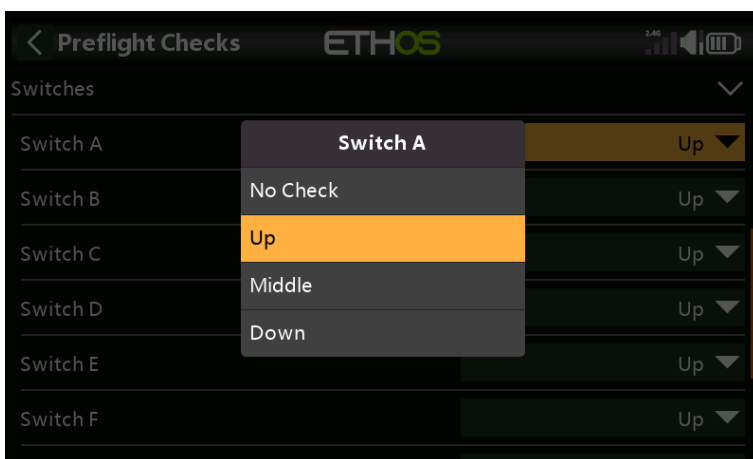 Preflight Checks
ETHOS
2.4G
Switches
Switch A
Up
Switch B
Up
Switch C
Up
Switch D
Up
Switch E
Up
Switch F
Up
Switch A
No Check
Up
Middle
Down